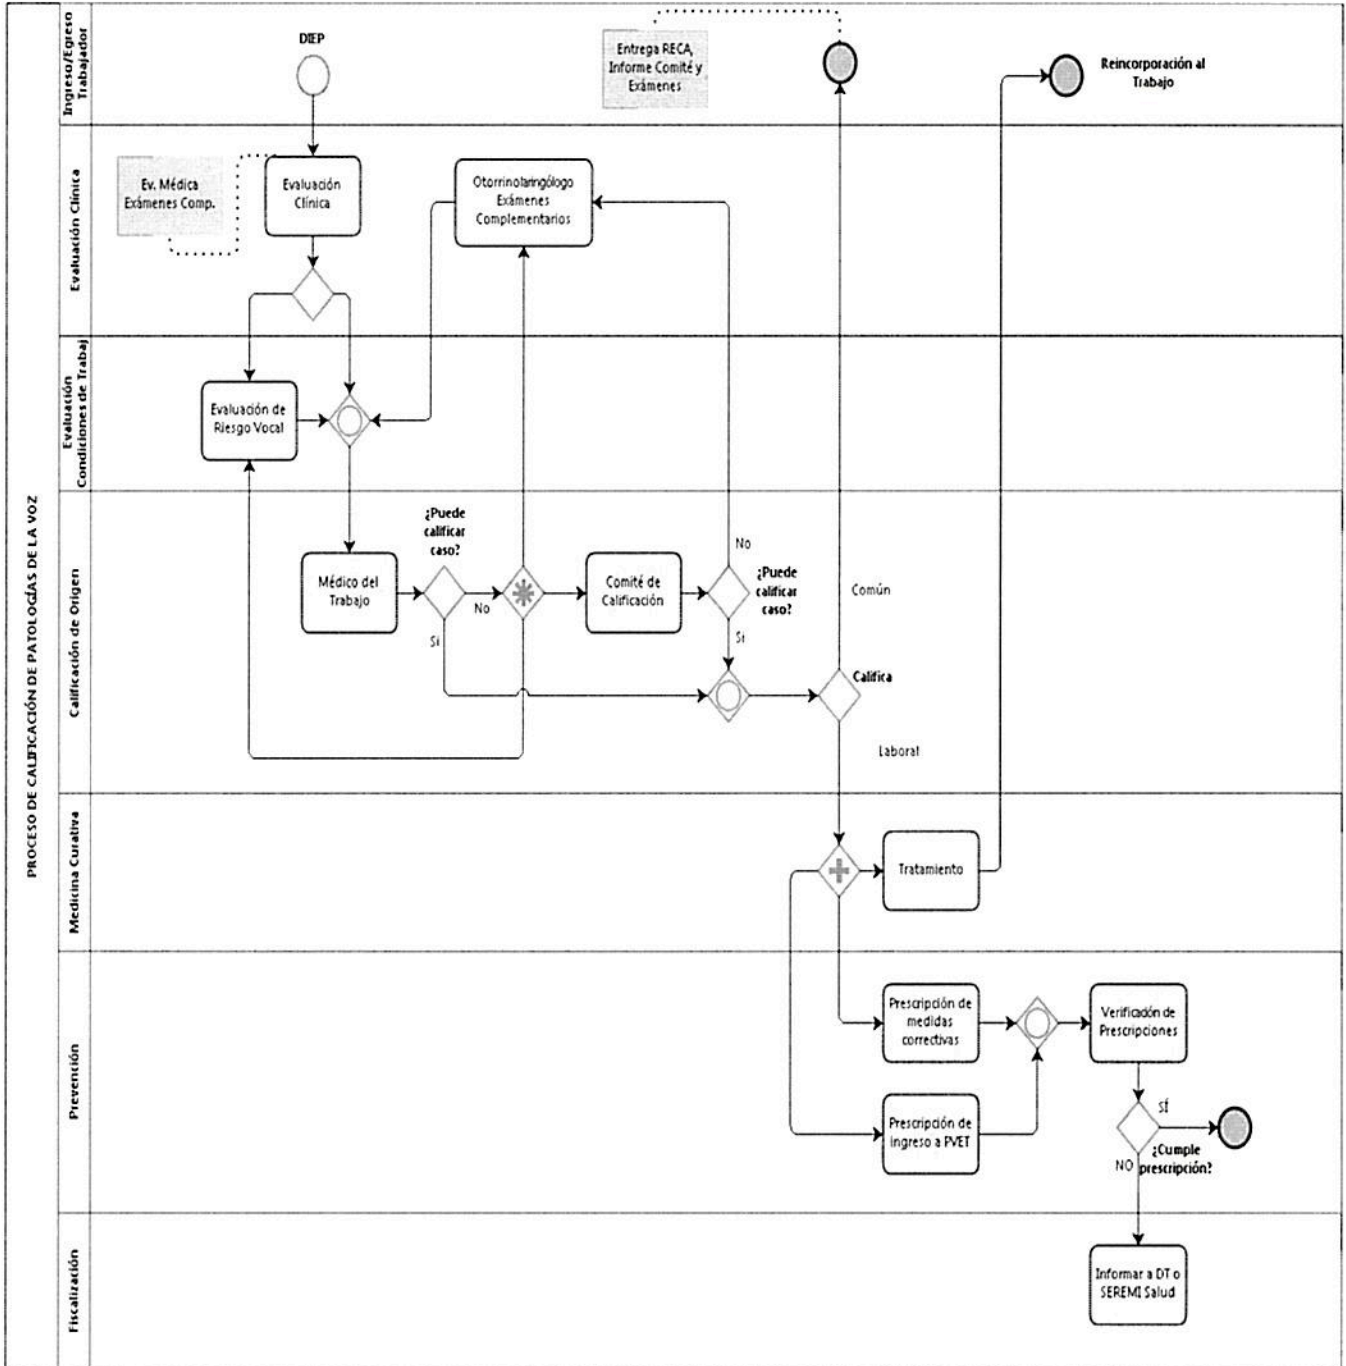 PROCESO DE CALIFICACIÓN DE PATOLOGÍAS DE LA VOZ
Ingreso/Egreso
Trabajador
DIEP
Entrega RECA,
Informe Comité y
Exámenes
Reincorporación al
Trabajo
Evaluación Clínica
Ev. Médica
Exámenes Comp.
Evaluación
Clínica
Otorrinolaringólogo
Exámenes
Complementarios
Evaluación
Condiciones de Trabaj
Evaluación de
Riesgo Vocal
Calificación de Origen
Médico del
Trabajo
¿Puede
calificar
caso?
No
Si
Comité de
Calificación
No
¿Puede
calificar
caso?
Si
Común
Califica
Laboral
Medicina Curativa
Tratamiento
Prevención
Prescripción de
medidas
correctivas
Verificación de
Prescripciones
Prescripción de
ingreso a PVET
SÍ
¿Cumple
prescripción?
NO
Fiscalización
Informar a DT o
SEREMI Salud